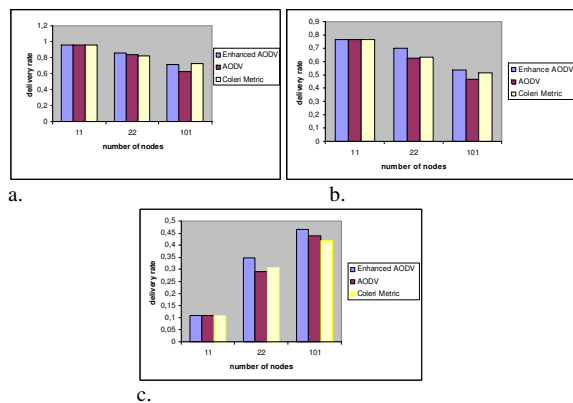 1,2
1
0,8
0,6
0,4
0,2
0
delivery rate
11 22 101
number of nodes
Enhanced AODV
AODV
Coleri Metric
a.
0,9
0,8
0,7
0,6
0,5
0,4
0,3
0,2
0,1
0
delivery rate
11 22 101
number of nodes
Enhance AODV
AODV
Coleri Metric
b.
0,5
0,45
0,4
0,35
0,3
0,25
0,2
0,15
0,1
0,05
0
delivery rate
11 22 101
number of nodes
Enhanced AODV
AODV
Coleri Metric
c.